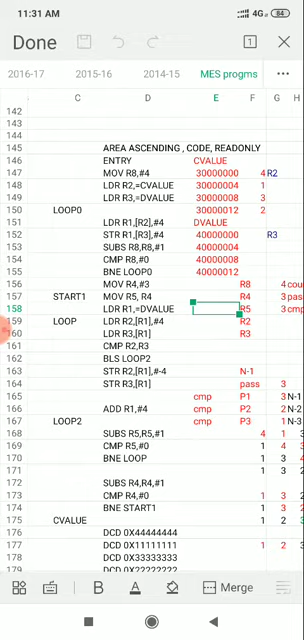 11:31 AM 4G 84
Done 1
2016-17 2015-16 2014-15 MES progms ...
C D E F G H
142
143
144
145 AREA ASCENDING , CODE, READONLY
146 ENTRY CVALUE
147 MOV R8,#4 30000000 4 R2
148 LDR R2,=CVALUE 30000004 1
149 LDR R3,=DVALUE 30000008 3
150 LOOP0 30000012 2
151 LDR R1,[R2],#4 DVALUE
152 STR R1,[R3],#4 40000000 R3
153 SUBS R8,R8,#1 40000004
154 CMP R8,#0 40000008
155 BNE LOOP0 40000012
156 MOV R4,#3 R8 4 cou
157 START1 MOV R5, R4 R4 3 pas
158 LDR R1,=DVALUE R5 3 cmp
159 LOOP LDR R2,[R1],#4 R2
160 LDR R3,[R1] R3
161 CMP R2,R3
162 BLS LOOP2
163 STR R2,[R1],#-4 N-1
164 STR R3,[R1] pass 3
165 cmp P1 3 N-1
166 ADD R1,#4 cmp P2 2 N-2
167 LOOP2 cmp P3 1 N-3
168 SUBS R5,R5,#1 4 1 3
169 CMP R5,#0 1 4 3
170 BNE LOOP 1 3 4
171 1 3 2
172 SUBS R4,R4,#1
173 CMP R4,#0 1 3 2
174 BNE START1 1 3 2
175 CVALUE 1 2 3
176 DCD 0X44444444
177 DCD 0X11111111 1 2 3
178 DCD 0X33333333
179 DCD 0X22222222
B A Merge